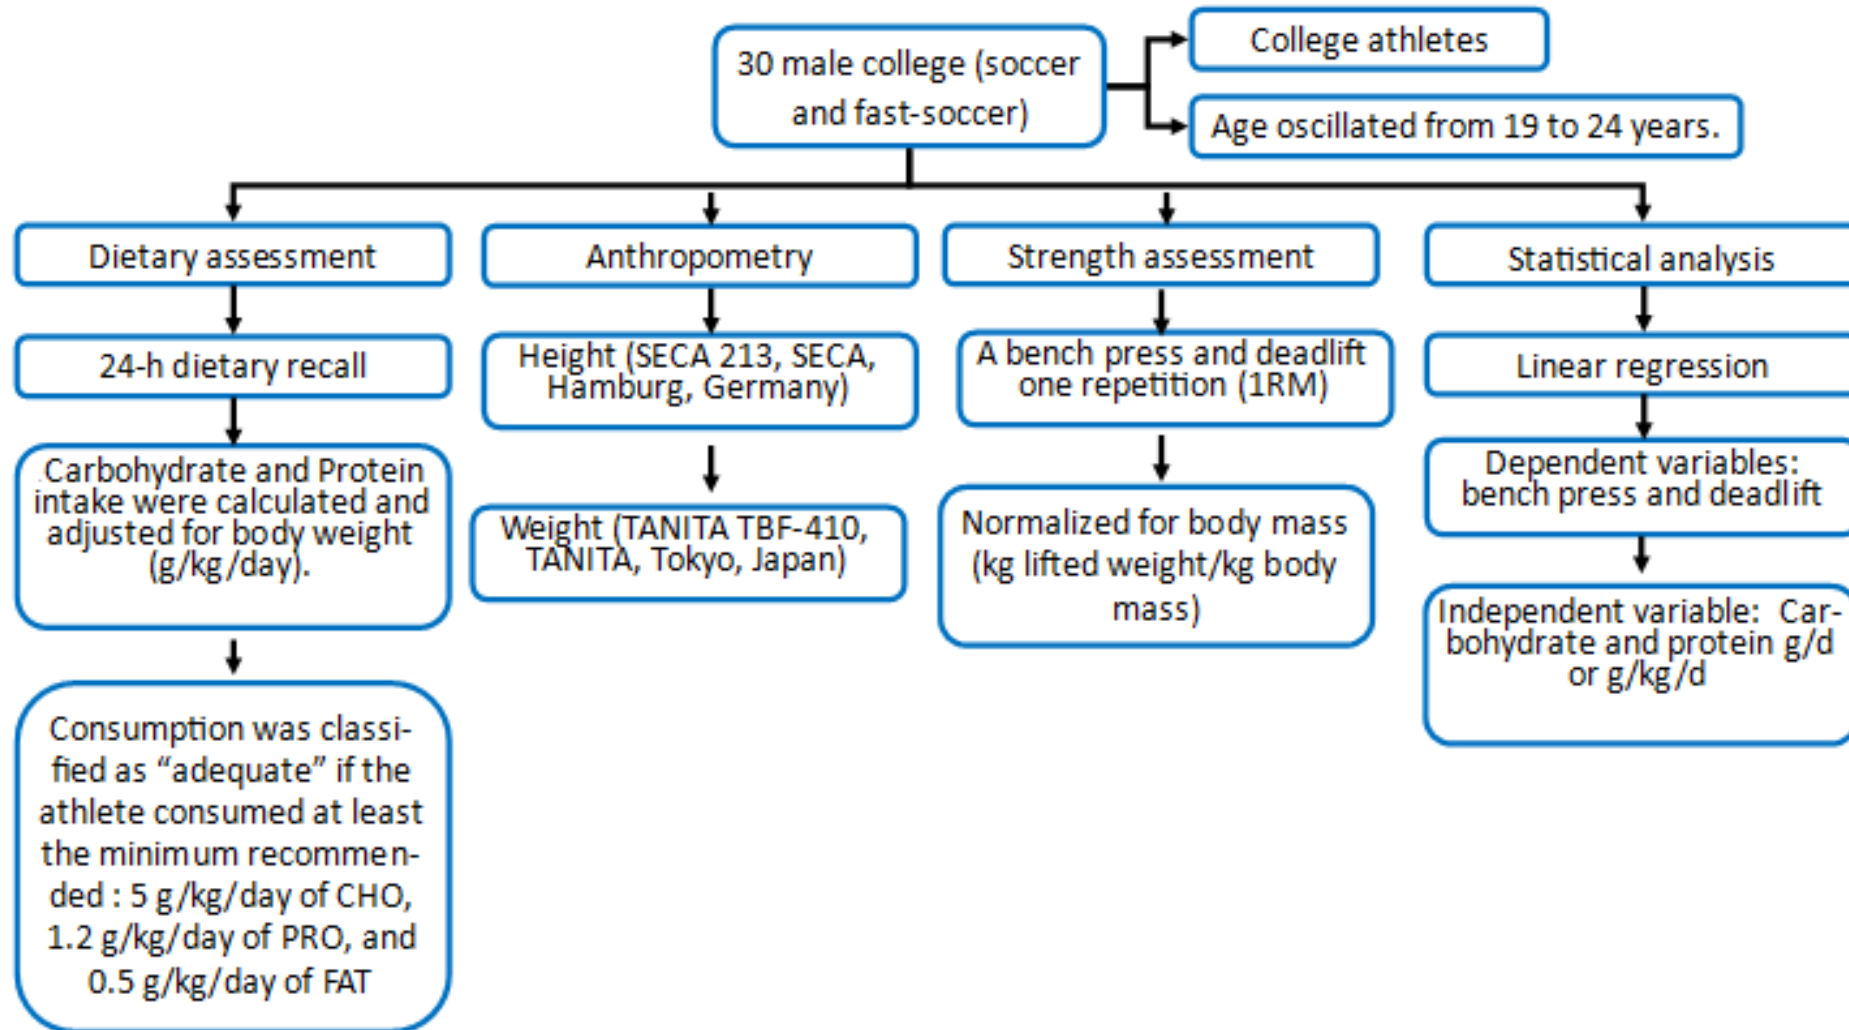 30 male college (soccer
and fast-soccer)
College athletes
Age oscillated from 19 to 24 years.
Dietary assessment
24-h dietary recall
Carbohydrate and Protein
intake were calculated and
adjusted for body weight
(g/kg/day).
Consumption was classi-
fied as “adequate” if the
athlete consumed at least
the minimum recommen-
ded : 5 g/kg/day of CHO,
1.2 g/kg/day of PRO, and
0.5 g/kg/day of FAT
Anthropometry
Height (SECA 213, SECA,
Hamburg, Germany)
Weight (TANITA TBF-410,
TANITA, Tokyo, Japan)
Strength assessment
A bench press and deadlift
one repetition (1RM)
Normalized for body mass
(kg lifted weight/kg body
mass)
Statistical analysis
Linear regression
Dependent variables:
bench press and deadlift
Independent variable: Car-
bohydrate and protein g/d
or g/kg/d